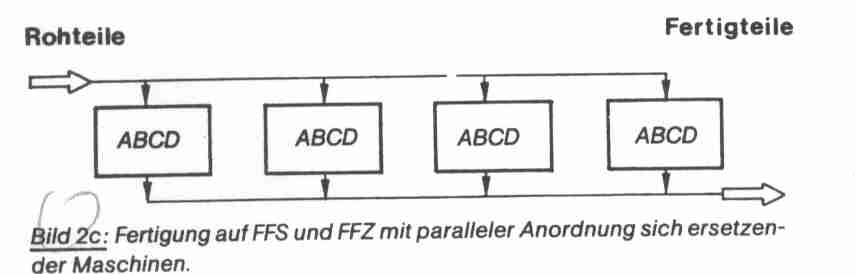 Rohteile
Fertigteile
ABCD ABCD ABCD ABCD
Bild 2c: Fertigung auf FFS und FFZ mit paralleler Anordnung sich ersetzen-
der Maschinen.